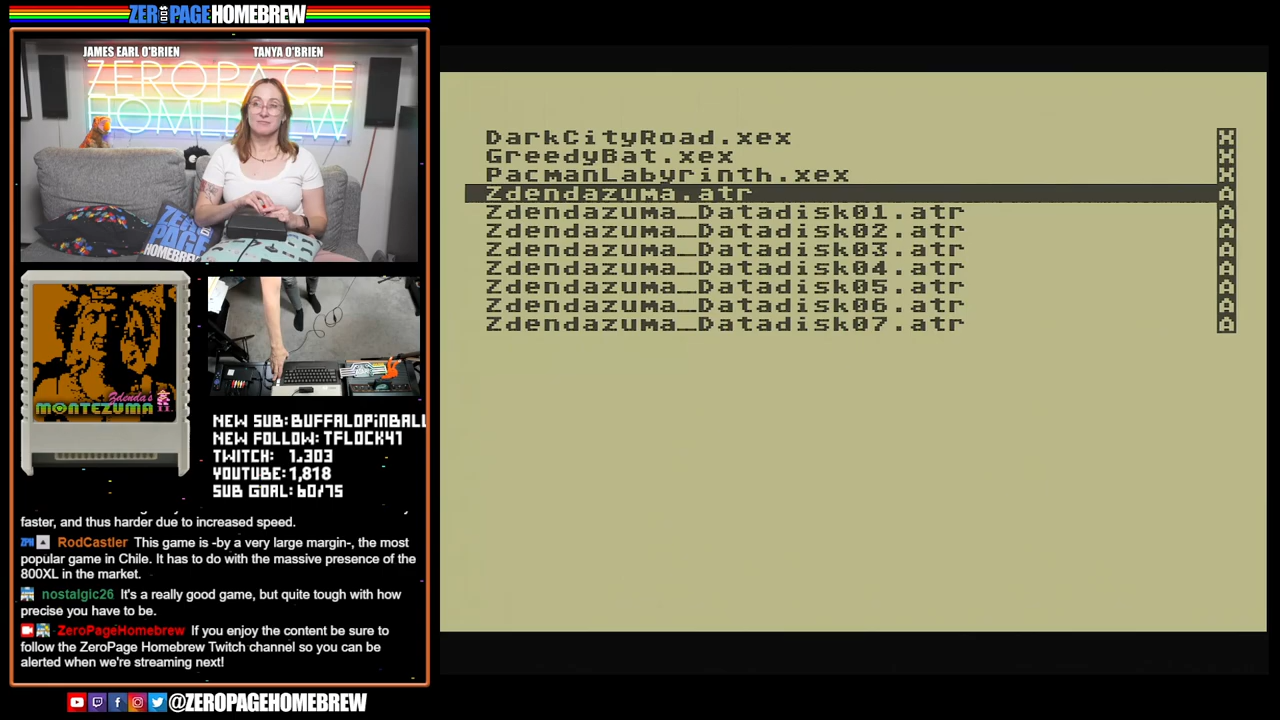 ZEROPAGE HOMEBREW
JAMES EARL O'BRIEN
TANYA O'BRIEN
ZEROPAGE
HOMEBREW
ZERO
PAGE
HOMEBREW
Zdenda's
MONTEZUMA
NEW SUB: BUFFALOPINBALL
NEW FOLLOW: TFLOCK41
TWITCH: 1,303
YOUTUBE: 1,818
SUB GOAL: 60/75
faster, and thus harder due to increased speed.
RodCastler This game is -by a very large margin-, the most
popular game in Chile. It has to do with the massive presence of the
800XL in the market.
nostalgic26 It's a really good game, but quite tough with how
precise you have to be.
ZeroPageHomebrew If you enjoy the content be sure to
follow the ZeroPage Homebrew Twitch channel so you can be
alerted when we're streaming next!
@ZEROPAGEHOMEBREW
DarkCityRoad.xex X
GreedyBat.xex X
PacmanLabyrinth.xex X
Zdendazuma.atr A
Zdendazuma_Datadisk01.atr A
Zdendazuma_Datadisk02.atr A
Zdendazuma_Datadisk03.atr A
Zdendazuma_Datadisk04.atr A
Zdendazuma_Datadisk05.atr A
Zdendazuma_Datadisk06.atr A
Zdendazuma_Datadisk07.atr A